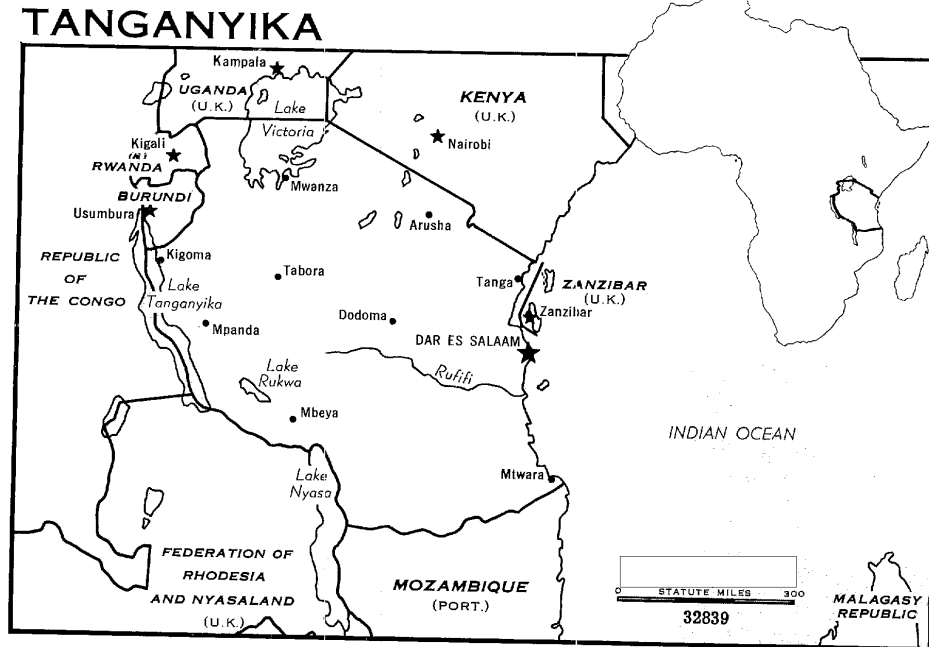 TANGANYIKA
Kampala
UGANDA
(U.K.)
Lake
Victoria
KENYA
(U.K.)
Nairobi
Kigali
RWANDA
BURUNDI
Usumbura
Mwanza
Arusha
REPUBLIC
OF
THE CONGO
Kigoma
Lake
Tanganyika
Tabora
Tanga
ZANZIBAR
(U.K.)
Zanzibar
Mpanda
Dodoma
DAR ES SALAAM
Lake
Rukwa
Rufifi
Mbeya
INDIAN OCEAN
Lake
Nyasa
Mtwara
FEDERATION OF
RHODESIA
AND NYASALAND
(U.K.)
MOZAMBIQUE
(PORT.)
0 STATUTE MILES 300
32839
MALAGASY
REPUBLIC